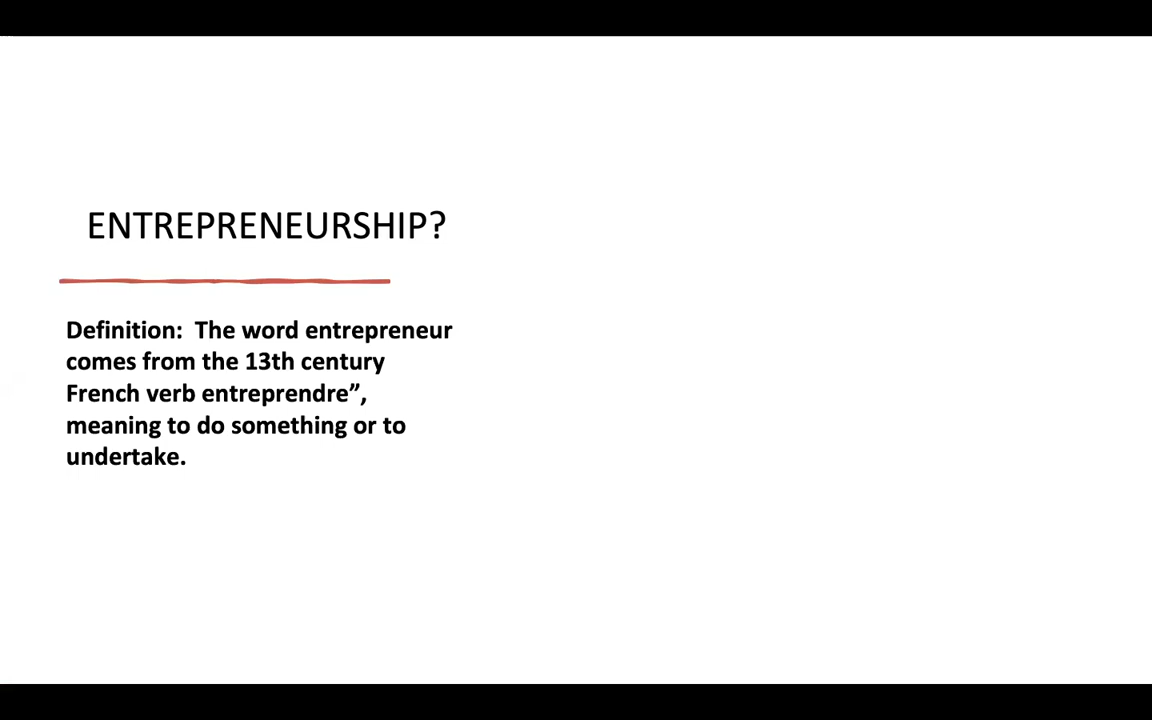 ENTREPRENEURSHIP?
Definition:  The word entrepreneur
comes from the 13th century
French verb entreprendre”,
meaning to do something or to
undertake.